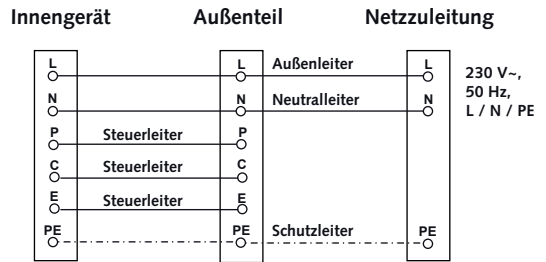 Innengerät Außenteil Netzzuleitung
L L Außenleiter L
230 V~,
50 Hz,
L / N / PE
N N Neutralleiter N
P Steuerleiter P
C Steuerleiter C
E Steuerleiter E
PE PE Schutzleiter PE